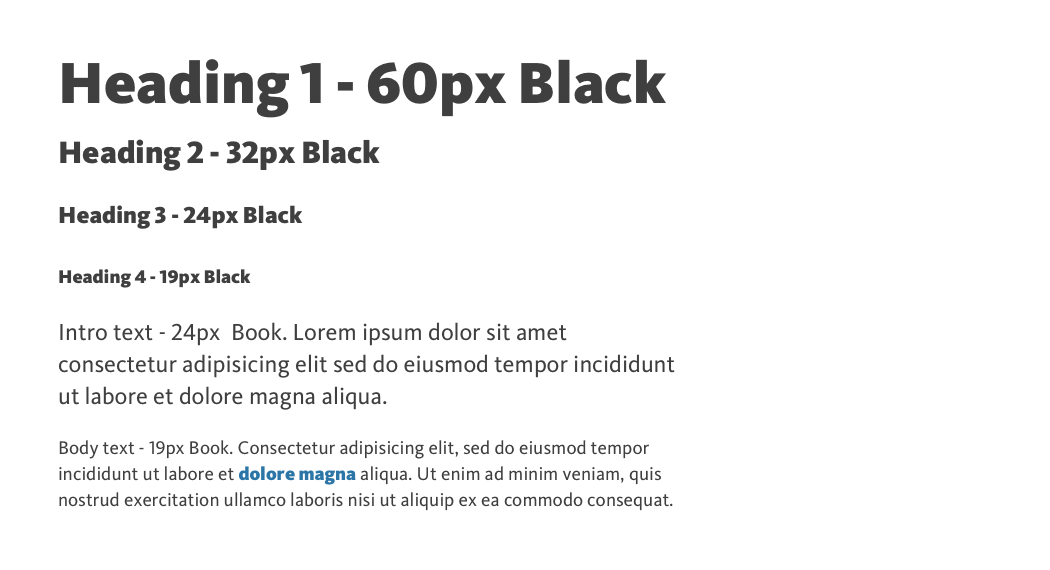 Heading 1 - 60px Black
Heading 2 - 32px Black
Heading 3 - 24px Black
Heading 4 - 19px Black
Intro text - 24px  Book. Lorem ipsum dolor sit amet
consectetur adipisicing elit sed do eiusmod tempor incididunt
ut labore et dolore magna aliqua.
Body text - 19px Book. Consectetur adipisicing elit, sed do eiusmod tempor
incididunt ut labore et dolore magna aliqua. Ut enim ad minim veniam, quis
nostrud exercitation ullamco laboris nisi ut aliquip ex ea commodo consequat.